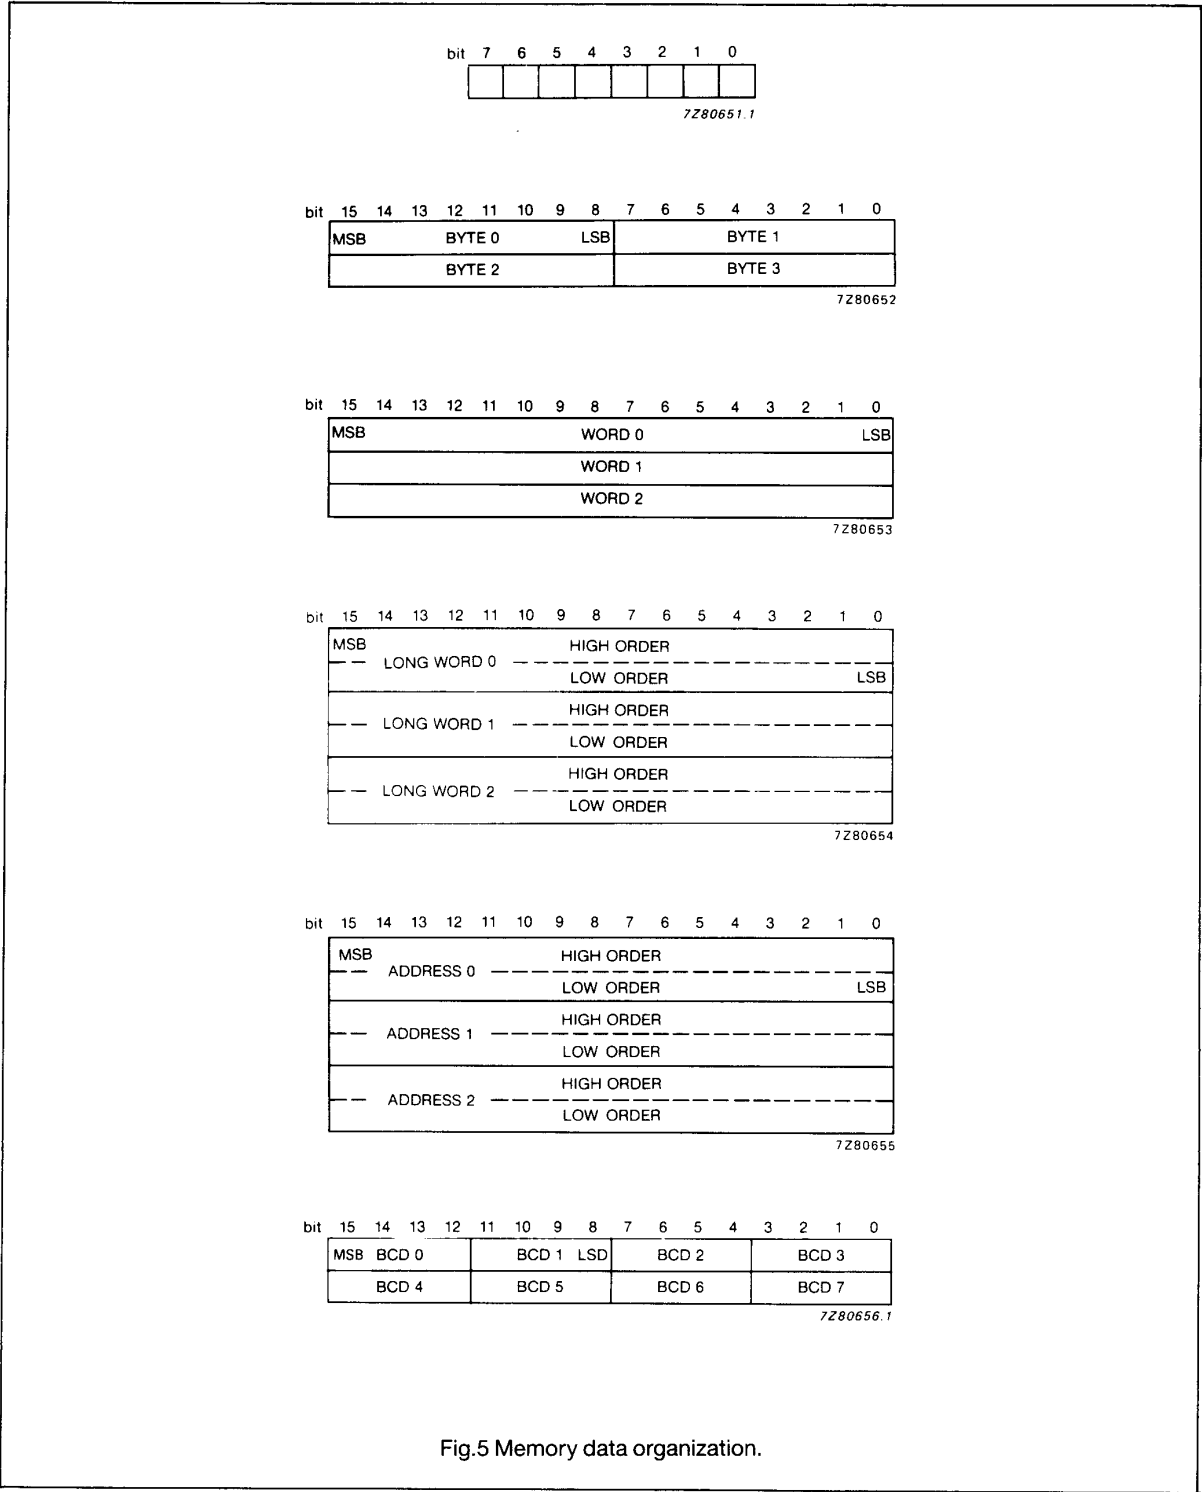 bit 7 6 5 4 3 2 1 0
7Z80651.1
bit 15 14 13 12 11 10 9 8 7 6 5 4 3 2 1 0
MSB BYTE 0 LSB BYTE 1
BYTE 2 BYTE 3
7Z80652
bit 15 14 13 12 11 10 9 8 7 6 5 4 3 2 1 0
MSB WORD 0 LSB
WORD 1
WORD 2
7Z80653
bit 15 14 13 12 11 10 9 8 7 6 5 4 3 2 1 0
MSB HIGH ORDER
LONG WORD 0
LOW ORDER LSB
HIGH ORDER
LONG WORD 1
LOW ORDER
HIGH ORDER
LONG WORD 2
LOW ORDER
7Z80654
bit 15 14 13 12 11 10 9 8 7 6 5 4 3 2 1 0
MSB HIGH ORDER
ADDRESS 0
LOW ORDER LSB
HIGH ORDER
ADDRESS 1
LOW ORDER
HIGH ORDER
ADDRESS 2
LOW ORDER
7Z80655
bit 15 14 13 12 11 10 9 8 7 6 5 4 3 2 1 0
MSB BCD 0 BCD 1 LSD BCD 2 BCD 3
BCD 4 BCD 5 BCD 6 BCD 7
7Z80656.1
Fig.5 Memory data organization.